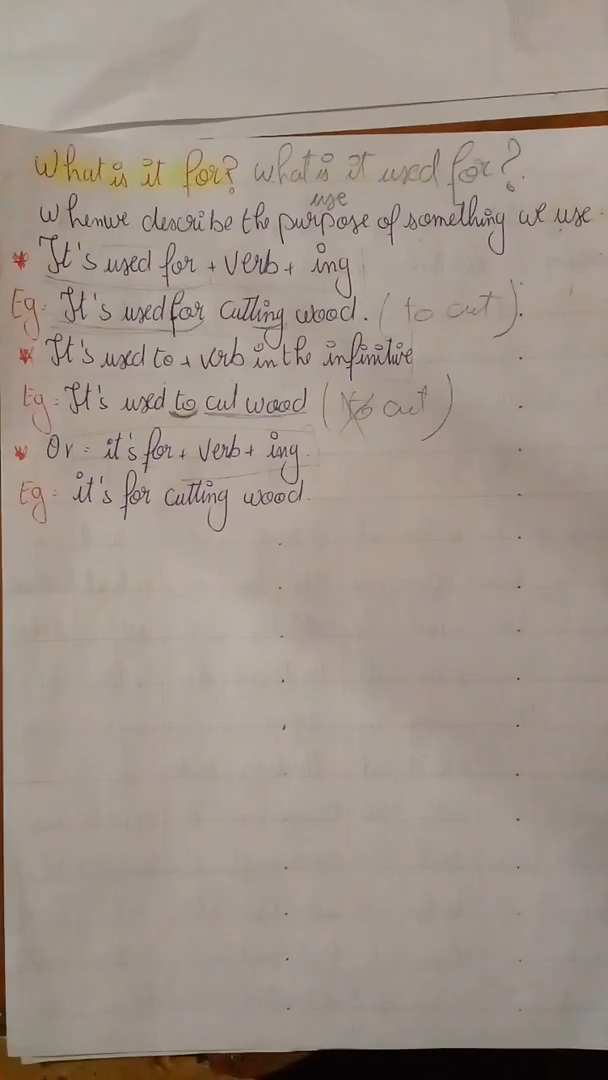 What is it for? What is it used for?
use
When we describe the purpose of something we use
* It's used for + verb + ing
Eg: It's used for cutting wood. (to cut).
* It's used to + verb in the infinitive
Eg: It's used to cut wood (to cut)
* Or = it's for + verb + ing.
Eg: it's for cutting wood.